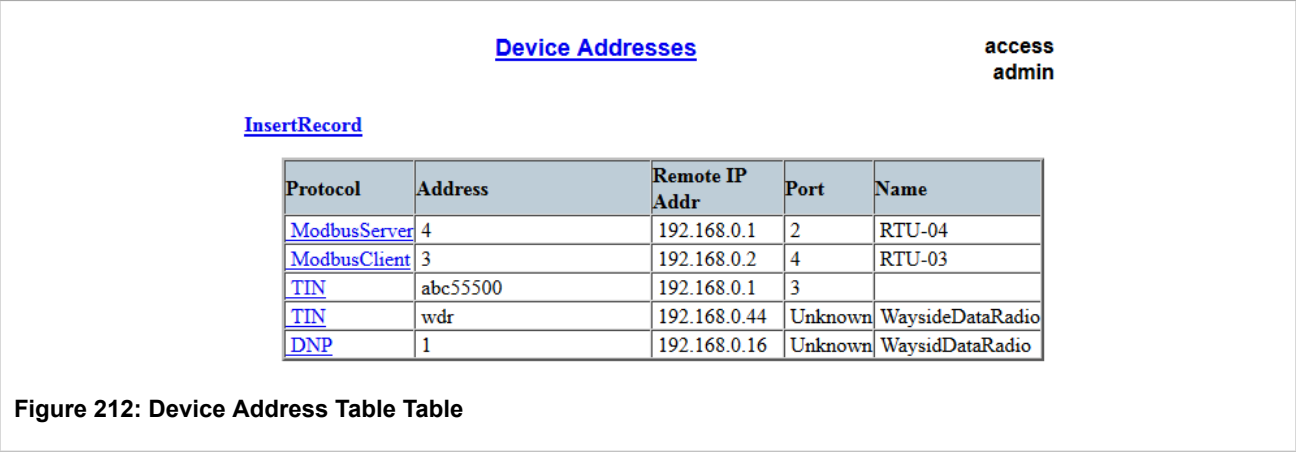 Device Addresses access
admin
InsertRecord
Protocol Address Remote IP Addr Port Name
ModbusServer 4 192.168.0.1 2 RTU-04
ModbusClient 3 192.168.0.2 4 RTU-03
TIN abc55500 192.168.0.1 3
TIN wdr 192.168.0.44 Unknown WaysideDataRadio
DNP 1 192.168.0.16 Unknown WaysidDataRadio
Figure 212: Device Address Table Table